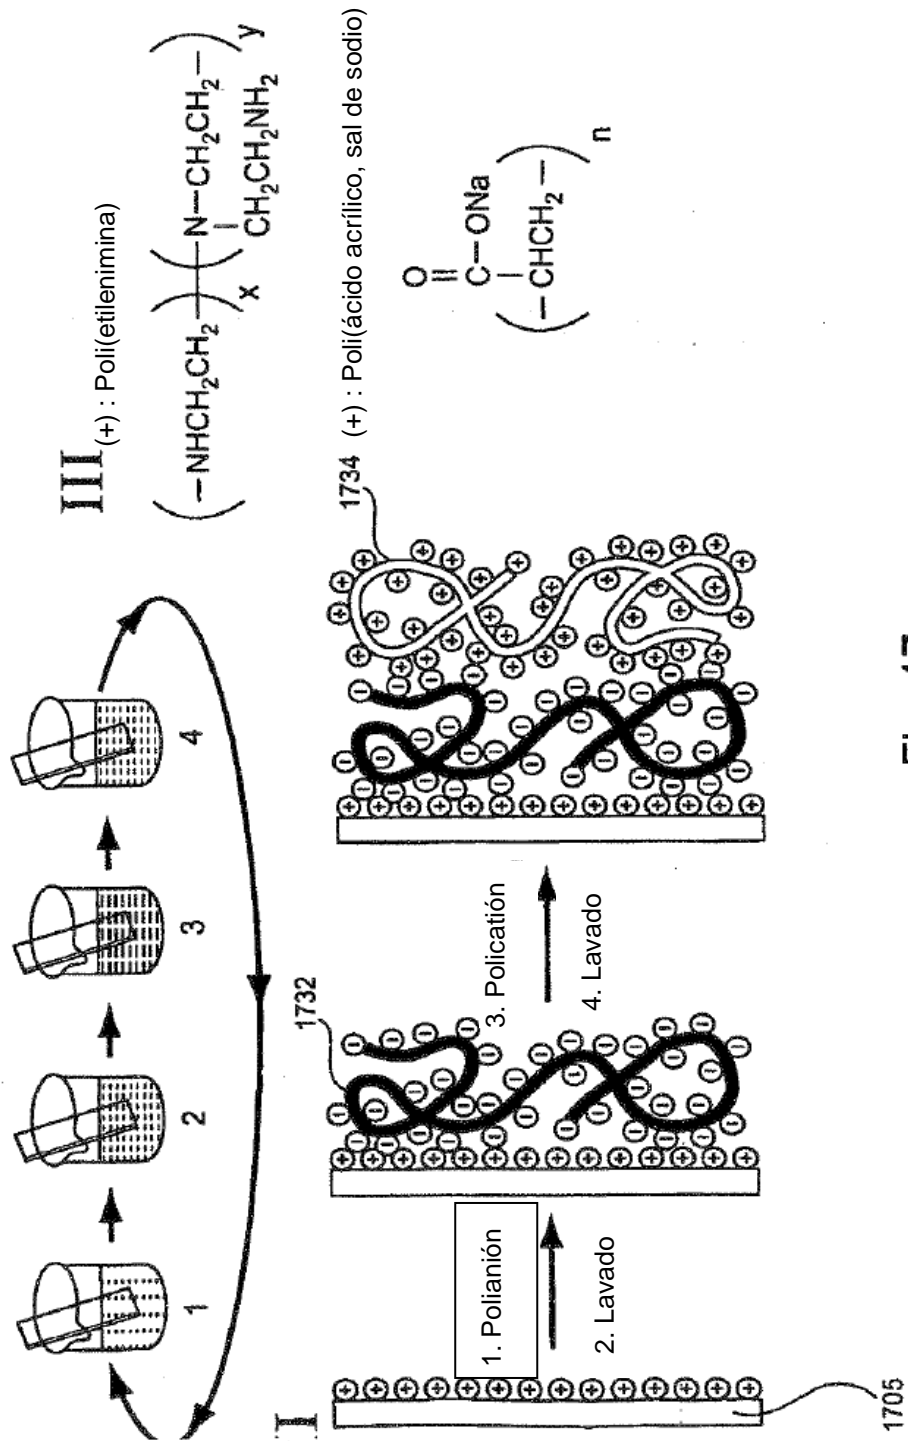 1 2 3 4
II
1732
1734
1. Polianión
3. Policatión
2. Lavado
4. Lavado
1705
III
(+) : Poli(etilenimina)
(—NHCH₂CH₂)x(N—CH₂CH₂—)y
CH₂CH₂NH₂
(+) : Poli(ácido acrílico, sal de sodio)
O
C—ONa
(—CHCH₂—)n